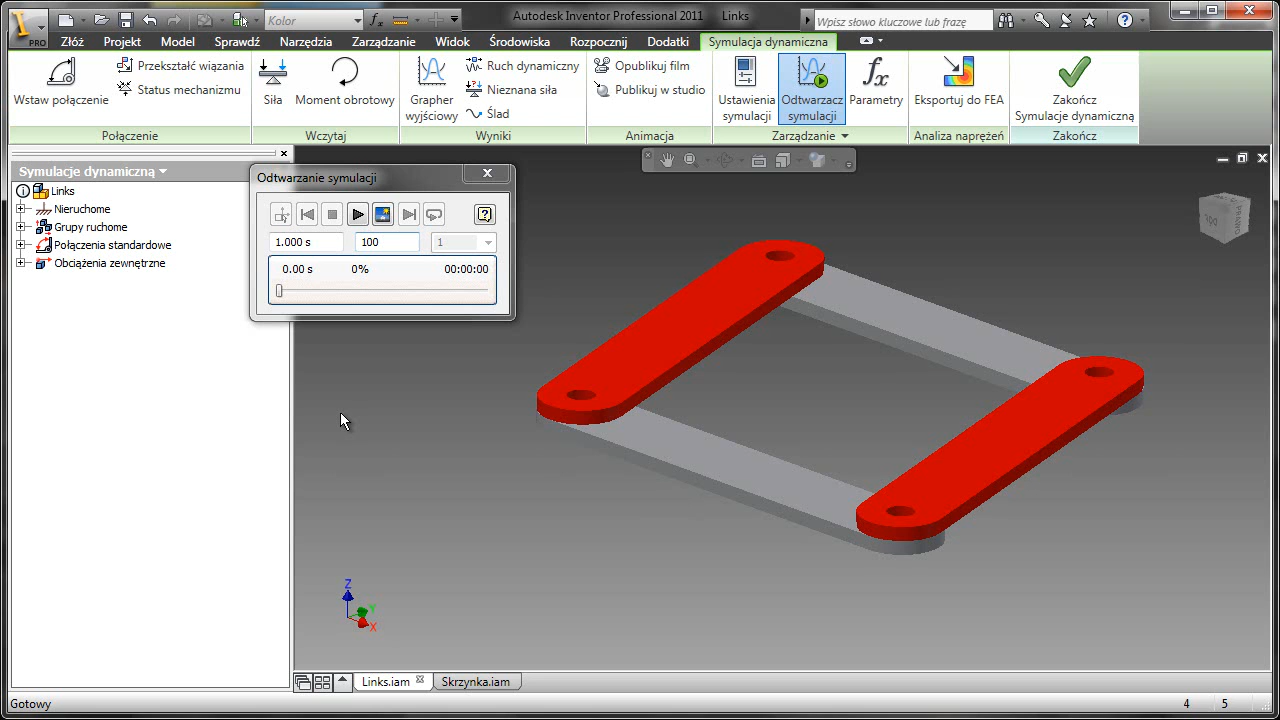 Autodesk Inventor Professional 2011 Links
Kolor
Wpisz słowo kluczowe lub frazę
PRO
Złóż Projekt Model Sprawdź Narzędzia Zarządzanie Widok Środowiska Rozpocznij Dodatki Symulacja dynamiczna
Wstaw połączenie
Przekształć wiązania
Status mechanizmu
Siła
Moment obrotowy
Grapher wyjściowy
Ruch dynamiczny
Nieznana siła
Ślad
Opublikuj film
Publikuj w studio
Ustawienia symulacji
Odtwarzacz symulacji
Parametry
Eksportuj do FEA
Zakończ Symulacje dynamiczną
Połączenie Wczytaj Wyniki Animacja Zarządzanie Analiza naprężeń Zakończ
Symulacje dynamiczną
Links
Nieruchome
Grupy ruchome
Połączenia standardowe
Obciążenia zewnętrzne
Odtwarzanie symulacji
1.000 s 100 1
0.00 s 0% 00:00:00
Z
Y
X
Links.iam Skrzynka.iam
Gotowy 4 5